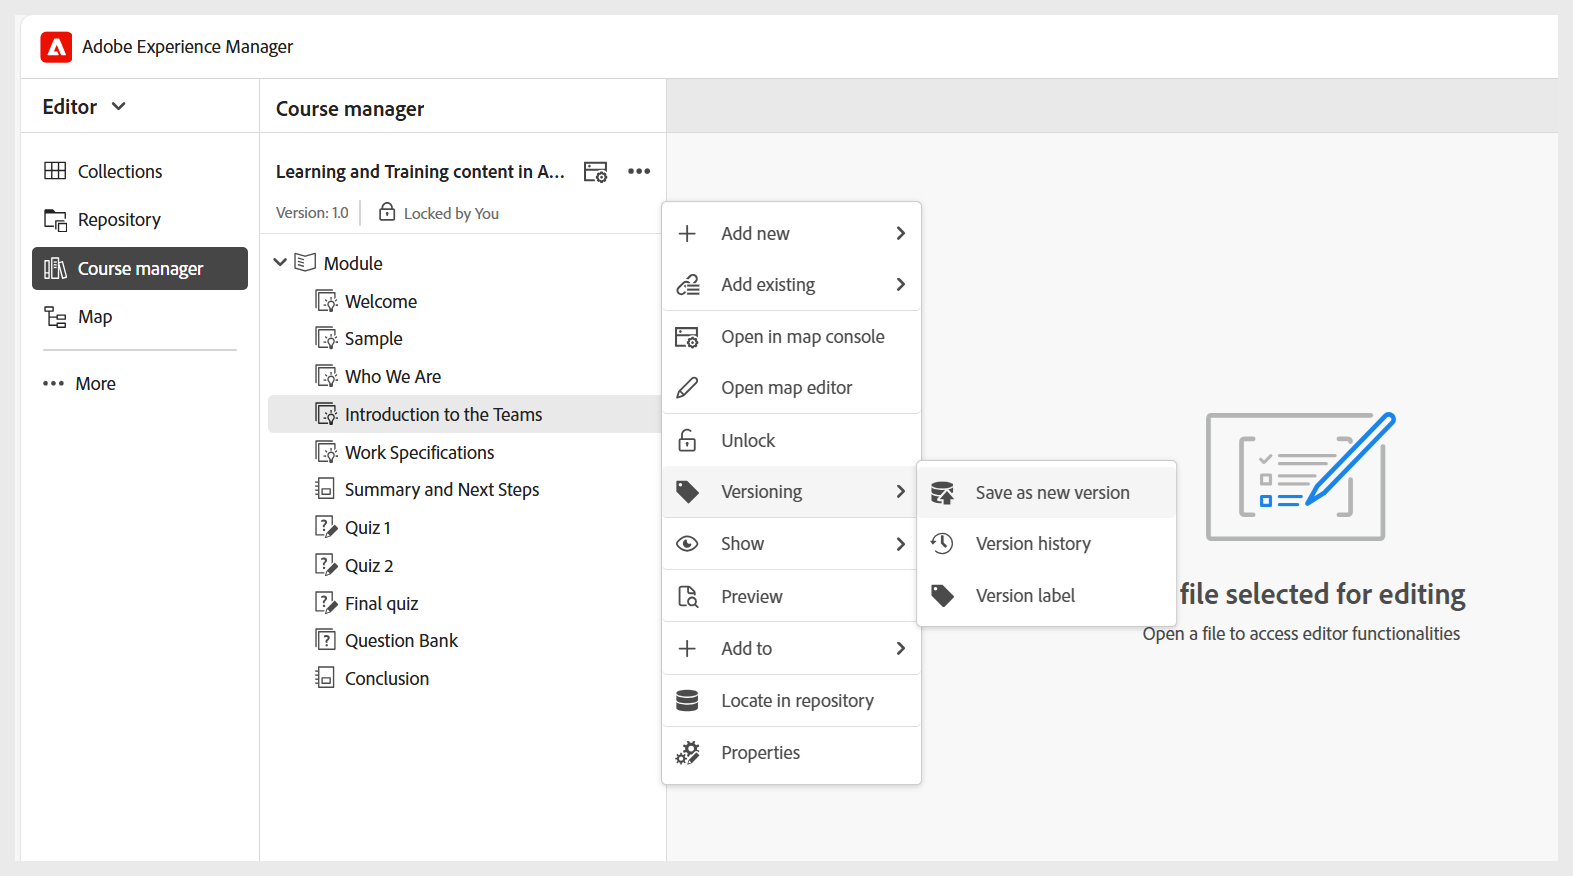 Adobe Experience Manager
Editor
Collections
Repository
Course manager
Map
More
Course manager
Learning and Training content in A...
Version: 1.0
Locked by You
Module
Welcome
Sample
Who We Are
Introduction to the Teams
Work Specifications
Summary and Next Steps
Quiz 1
Quiz 2
Final quiz
Question Bank
Conclusion
Add new
Add existing
Open in map console
Open map editor
Unlock
Versioning
Show
Preview
Add to
Locate in repository
Properties
Save as new version
Version history
Version label
file selected for editing
Open a file to access editor functionalities